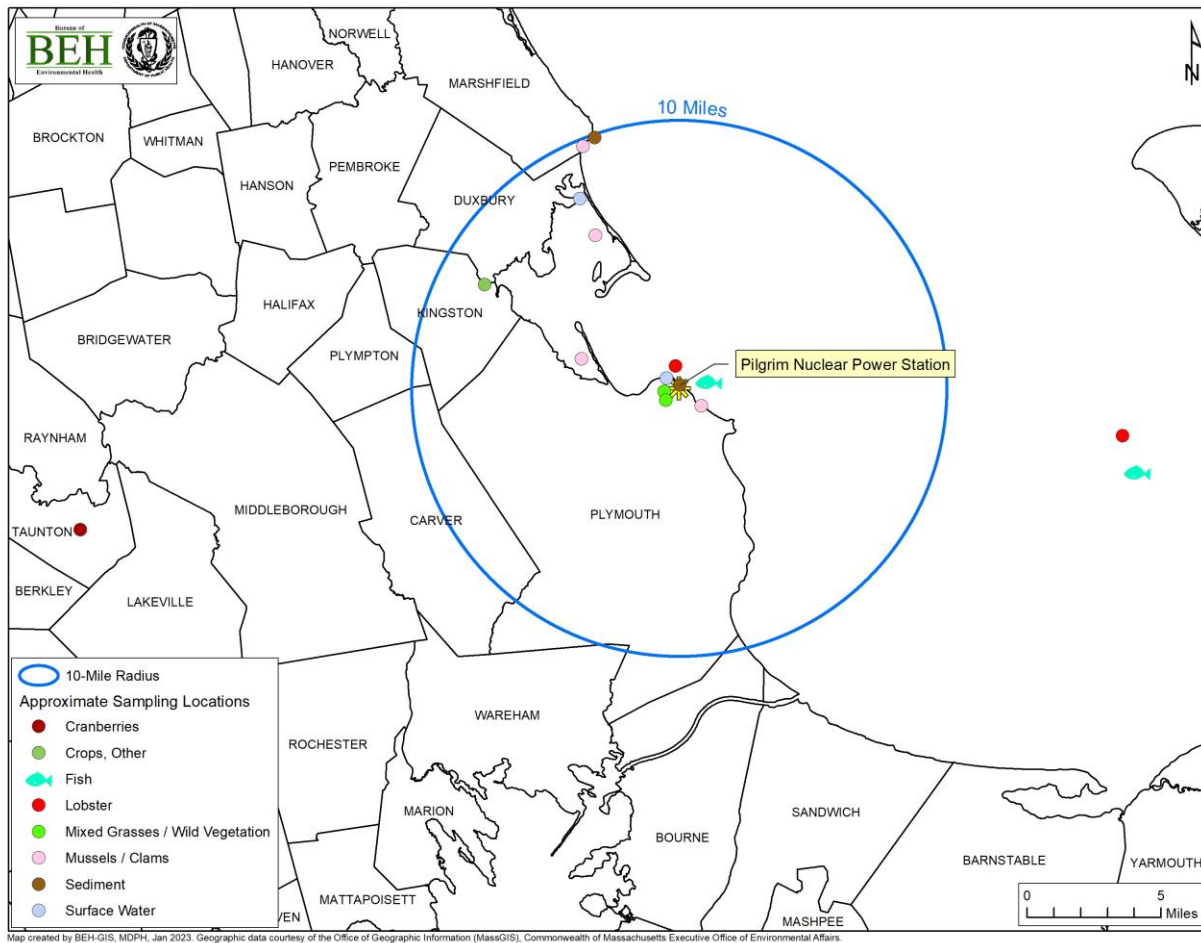 Bureau of
BEH
Environmental Health
NORWELL
HANOVER
MARSHFIELD
N
10 Miles
BROCKTON
WHITMAN
PEMBROKE
HANSON
DUXBURY
HALIFAX
KINGSTON
BRIDGEWATER
PLYMPTON
Pilgrim Nuclear Power Station
RAYNHAM
MIDDLEBOROUGH
PLYMOUTH
CARVER
TAUNTON
BERKLEY
LAKEVILLE
10-Mile Radius
Approximate Sampling Locations
Cranberries
Crops, Other
Fish
Lobster
Mixed Grasses / Wild Vegetation
Mussels / Clams
Sediment
Surface Water
WAREHAM
ROCHESTER
MARION
SANDWICH
BOURNE
BARNSTABLE
YARMOUTH
MATTAPOISETT
VEN
MASHPEE
0 5
Miles
Map created by BEH-GIS, MDPH, Jan 2023. Geographic data courtesy of the Office of Geographic Information (MassGIS), Commonwealth of Massachusetts Executive Office of Environmental Affairs.